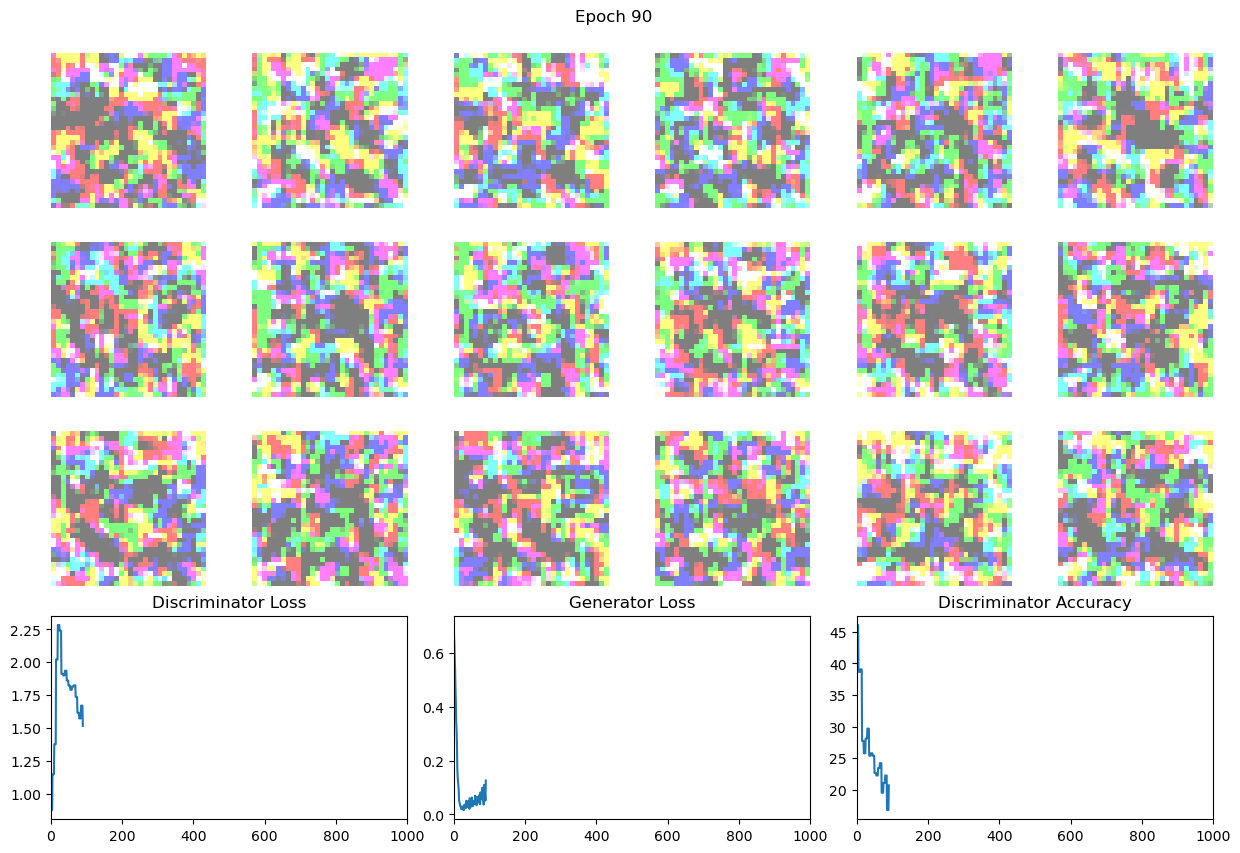 Epoch 90
Discriminator Loss
Generator Loss
Discriminator Accuracy
2.25
2.00
1.75
1.50
1.25
1.00
0 200 400 600 800 1000
0.6
0.4
0.2
0.0
0 200 400 600 800 1000
45
40
35
30
25
20
0 200 400 600 800 1000